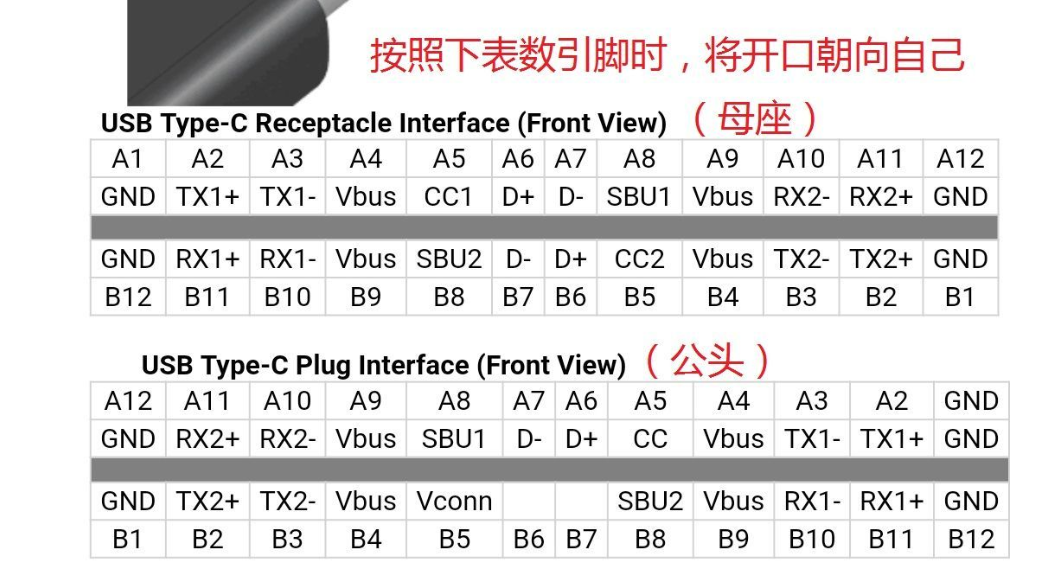 按照下表数引脚时，将开口朝向自己
USB Type-C Receptacle Interface (Front View) （母座）
A1 A2 A3 A4 A5 A6 A7 A8 A9 A10 A11 A12
GND TX1+ TX1- Vbus CC1 D+ D- SBU1 Vbus RX2- RX2+ GND
GND RX1+ RX1- Vbus SBU2 D- D+ CC2 Vbus TX2- TX2+ GND
B12 B11 B10 B9 B8 B7 B6 B5 B4 B3 B2 B1
USB Type-C Plug Interface (Front View) （公头）
A12 A11 A10 A9 A8 A7 A6 A5 A4 A3 A2 GND
GND RX2+ RX2- Vbus SBU1 D- D+ CC Vbus TX1- TX1+ GND
GND TX2+ TX2- Vbus Vconn SBU2 Vbus RX1- RX1+ GND
B1 B2 B3 B4 B5 B6 B7 B8 B9 B10 B11 B12